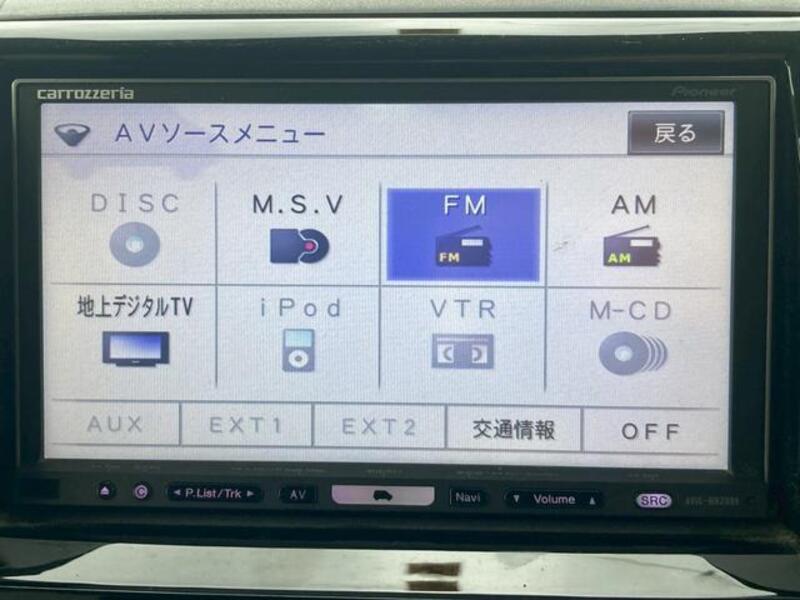 carrozzeria
Pioneer
AVソースメニュー
戻る
DISC
M.S.V
FM
AM
FM
AM
地上デジタルTV
iPod
VTR
M-CD
AUX
EXT1
EXT2
交通情報
OFF
P.List/Trk
AV
Navi
Volume
SRC